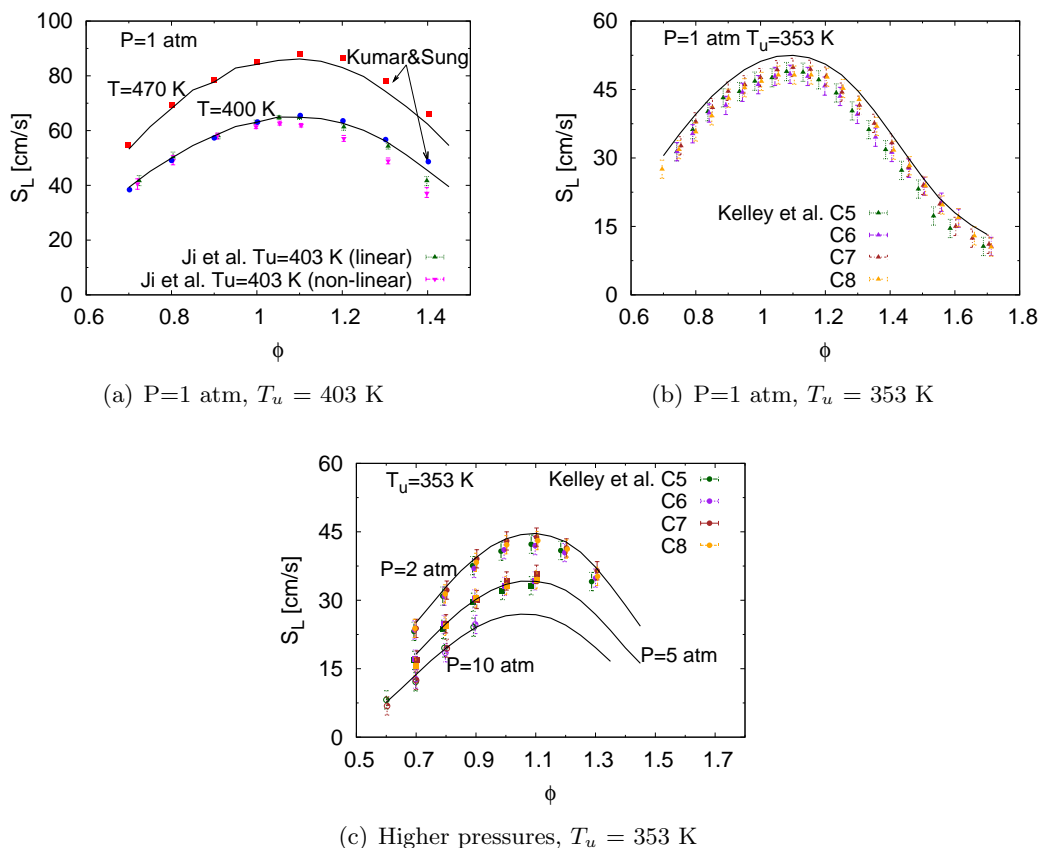 100
80
60
40
20
0
S_L [cm/s]
P=1 atm
T=470 K
T=400 K
Kumar&Sung
Ji et al. Tu=403 K (linear)
Ji et al. Tu=403 K (non-linear)
0.6 0.8 1 1.2 1.4
ϕ
(a) P=1 atm, T_u = 403 K
60
45
30
15
0
S_L [cm/s]
P=1 atm T_u=353 K
Kelley et al. C5
C6
C7
C8
0.6 0.8 1 1.2 1.4 1.6 1.8
ϕ
(b) P=1 atm, T_u = 353 K
60
45
30
15
0
S_L [cm/s]
T_u=353 K
Kelley et al. C5
C6
C7
C8
P=2 atm
P=5 atm
P=10 atm
0.5 0.7 0.9 1.1 1.3 1.5 1.7
ϕ
(c) Higher pressures, T_u = 353 K